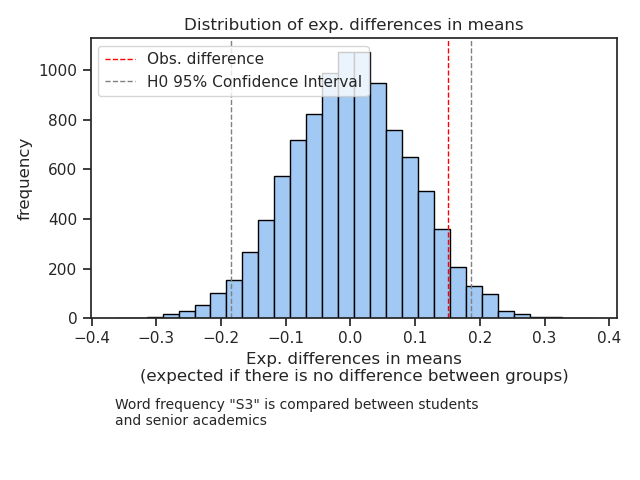 Distribution of exp. differences in means
Obs. difference
H0 95% Confidence Interval
frequency
1000
800
600
400
200
0
−0.4 −0.3 −0.2 −0.1 0.0 0.1 0.2 0.3 0.4
Exp. differences in means
(expected if there is no difference between groups)
Word frequency "S3" is compared between students
and senior academics